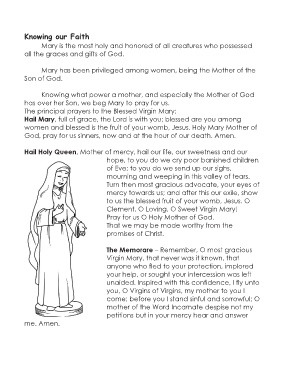 Knowing our Faith
Mary is the most holy and honored of all creatures who possessed
all the graces and gifts of God.
Mary has been privileged among women, being the Mother of the
Son of God.
Knowing what power a mother, and especially the Mother of God
has over her Son, we beg Mary to pray for us.
The principal prayers to the Blessed Virgin Mary:
Hail Mary, full of grace, the Lord is with you; blessed are you among
women and blessed is the fruit of your womb, Jesus. Holy Mary Mother of
God, pray for us sinners, now and at the hour of our death. Amen.
Hail Holy Queen, Mother of mercy, hail our life, our sweetness and our
hope, to you do we cry poor banished children
of Eve; to you do we send up our sighs,
mourning and weeping in this valley of tears.
Turn then most gracious advocate, your eyes of
mercy towards us; and after this our exile, show
to us the blessed fruit of your womb, Jesus. O
Clement, O Loving, O Sweet Virgin Mary!
Pray for us O Holy Mother of God.
That we may be made worthy from the
promises of Christ.
The Memorare – Remember, O most gracious
Virgin Mary, that never was it known, that
anyone who fled to your protection, implored
your help, or sought your intercession was left
unaided. Inspired with this confidence, I fly unto
you, O Virgins of Virgins, my mother to you I
come; before you I stand sinful and sorrowful; O
mother of the Word Incarnate despise not my
petitions but in your mercy hear and answer
me. Amen.